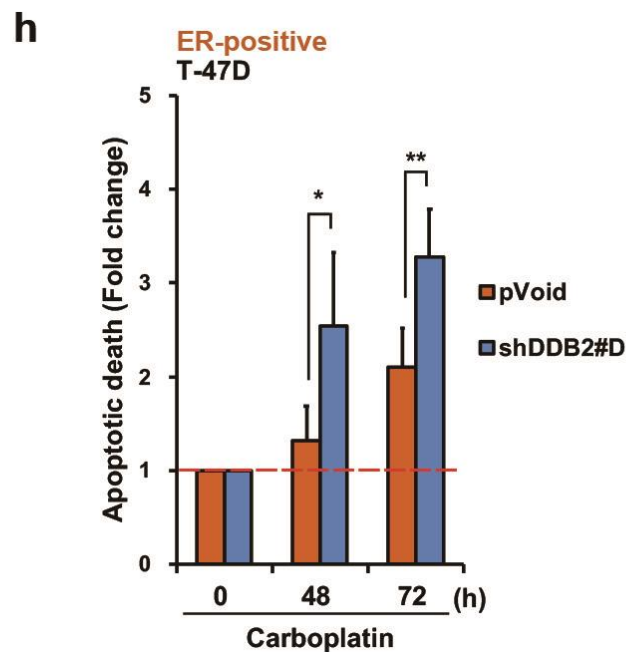 h
ER-positive
T-47D
Apoptotic death (Fold change)
5
4
3
2
1
0
*
**
pVoid
shDDB2#D
0 48 72 (h)
Carboplatin